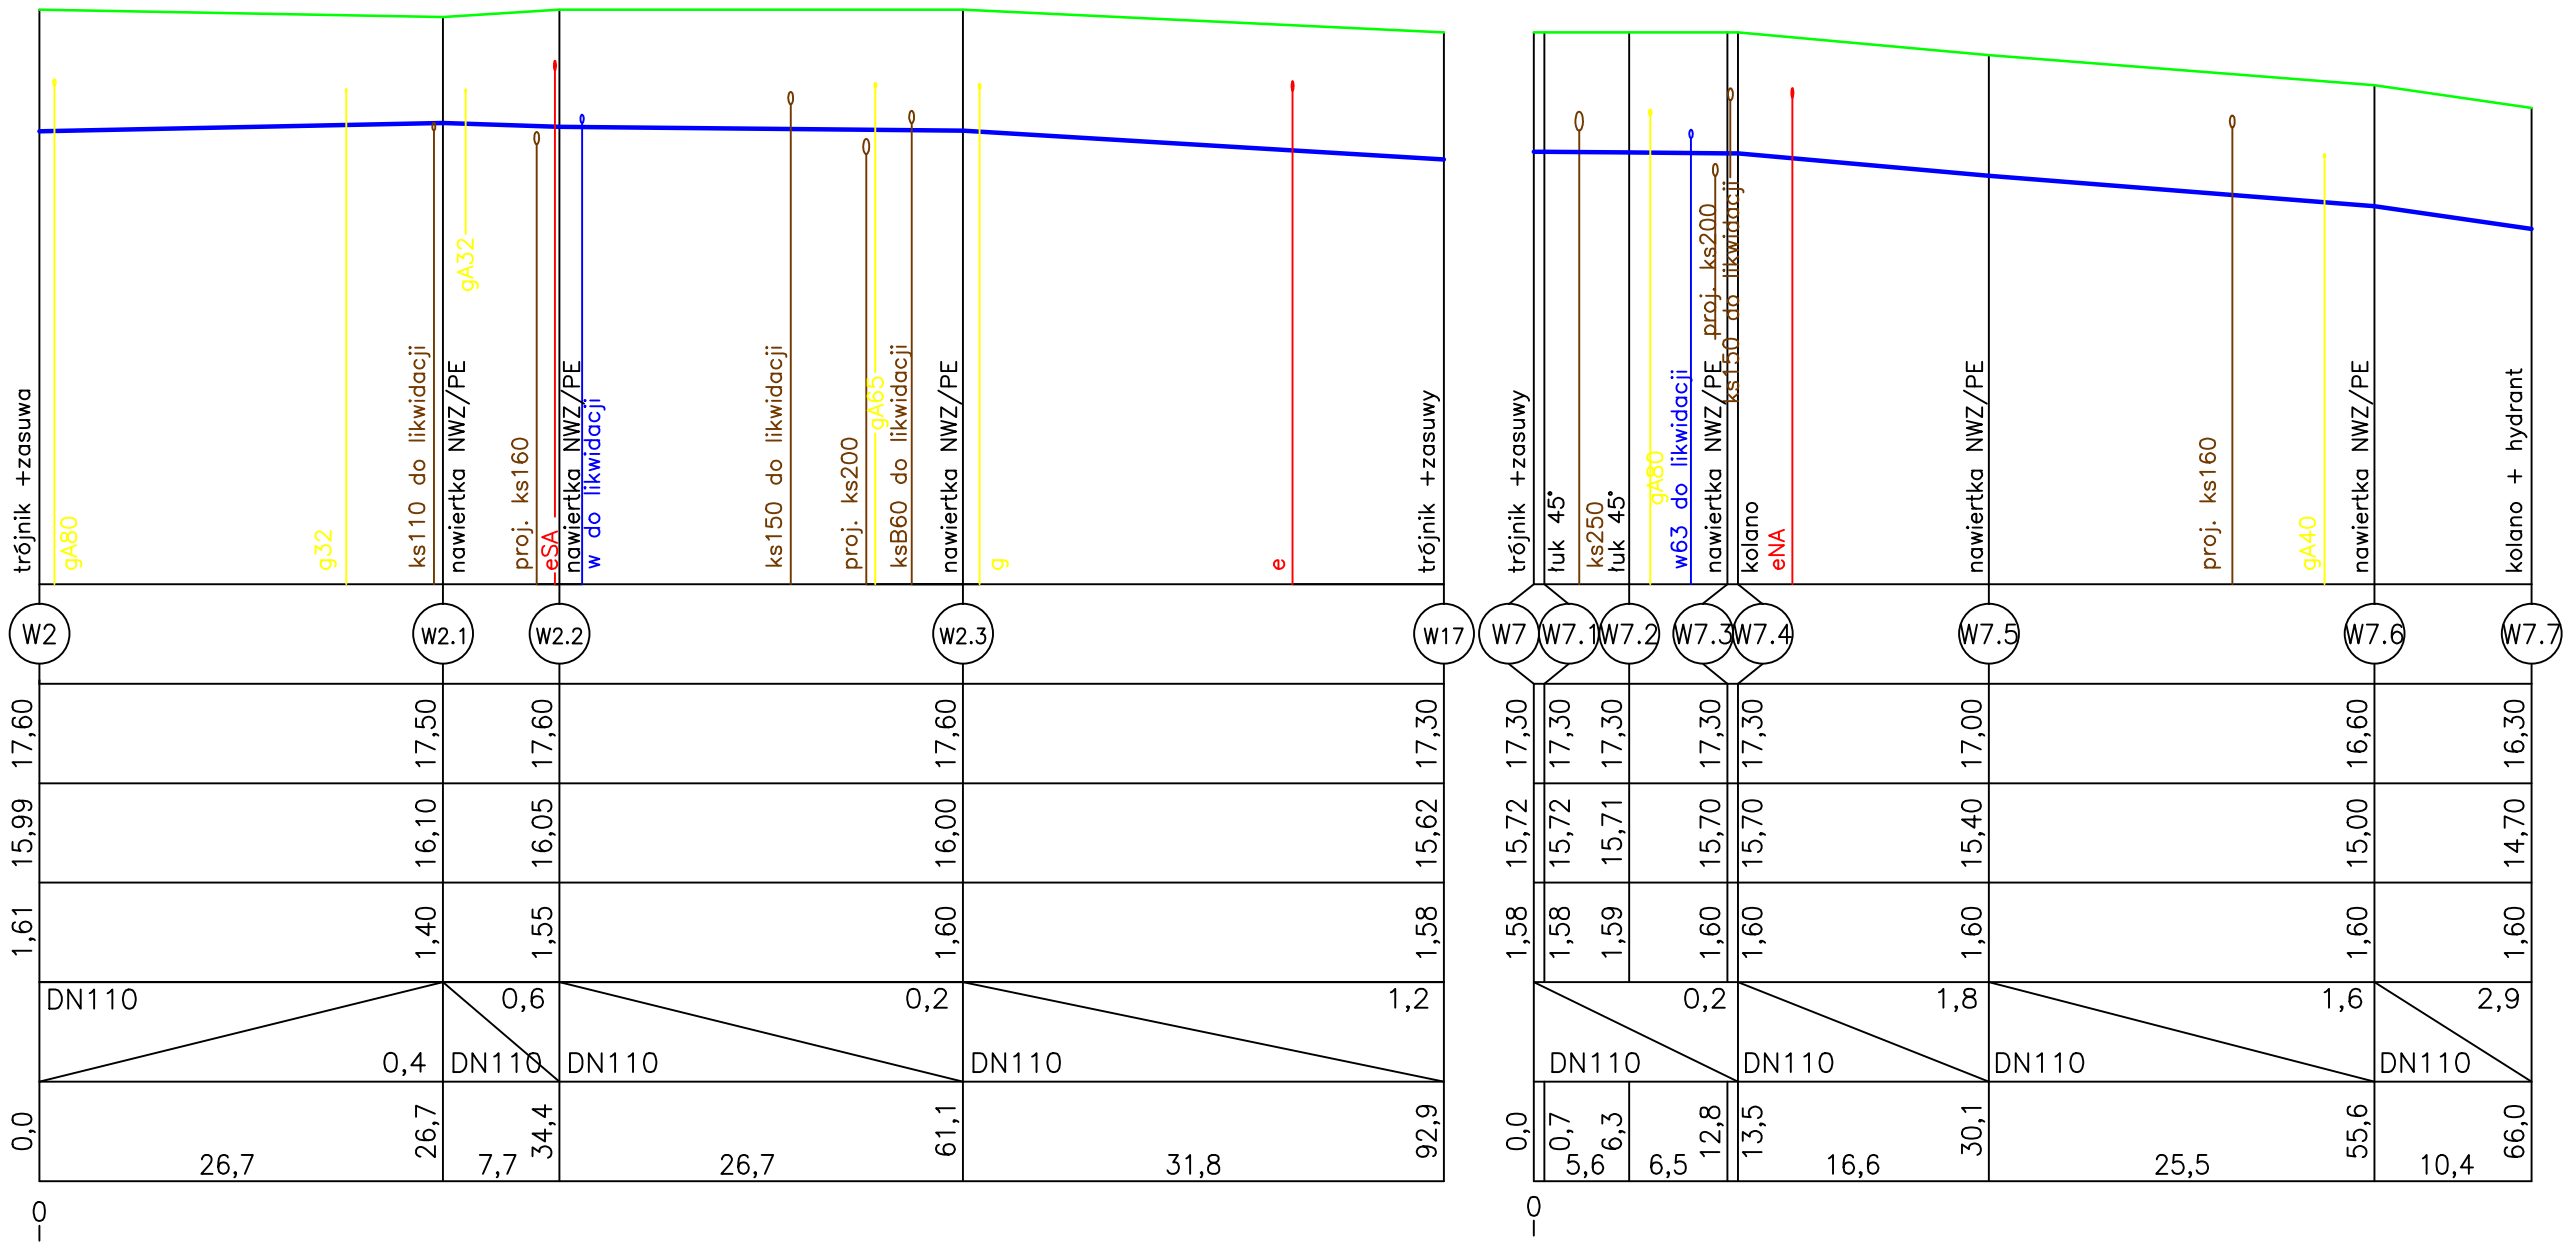 trójnik +zasuwa
gA80
g32
ks110 do likwidacji
nawiertka NWZ/PE
gA32
proj. ks160
eSA
nawiertka NWZ/PE
w do likwidacji
ks150 do likwidacji
proj. ks200
gA65
ksB60 do likwidacji
nawiertka NWZ/PE
g
e
trójnik +zasuwy
trójnik +zasuwy
łuk 45°
ks250
łuk 45°
gA80
w63 do likwidacji
nawiertka NWZ/PE
proj. ks200
ks150 do likwidacji
kolano
eNA
nawiertka NWZ/PE
proj. ks160
gA40
nawiertka NWZ/PE
kolano + hydrant
W2 W2.1 W2.2 W2.3 W17 W7 W7.1 W7.2 W7.3 W7.4 W7.5 W7.6 W7.7
17,60 17,50 17,60 17,60 17,30 17,30 17,30 17,30 17,30 17,30 17,00 16,60 16,30
15,99 16,10 16,05 16,00 15,62 15,72 15,72 15,71 15,70 15,70 15,40 15,00 14,70
1,61 1,40 1,55 1,60 1,58 1,58 1,58 1,59 1,60 1,60 1,60 1,60 1,60
DN110 0,6 0,2 1,2 0,2 1,8 1,6 2,9
0,4 DN110 DN110 DN110 DN110 DN110 DN110 DN110
0,0 26,7 34,4 61,1 92,9 0,0 0,7 6,3 12,8 13,5 30,1 55,6 66,0
26,7 7,7 26,7 31,8 5,6 6,5 16,6 25,5 10,4
0 0